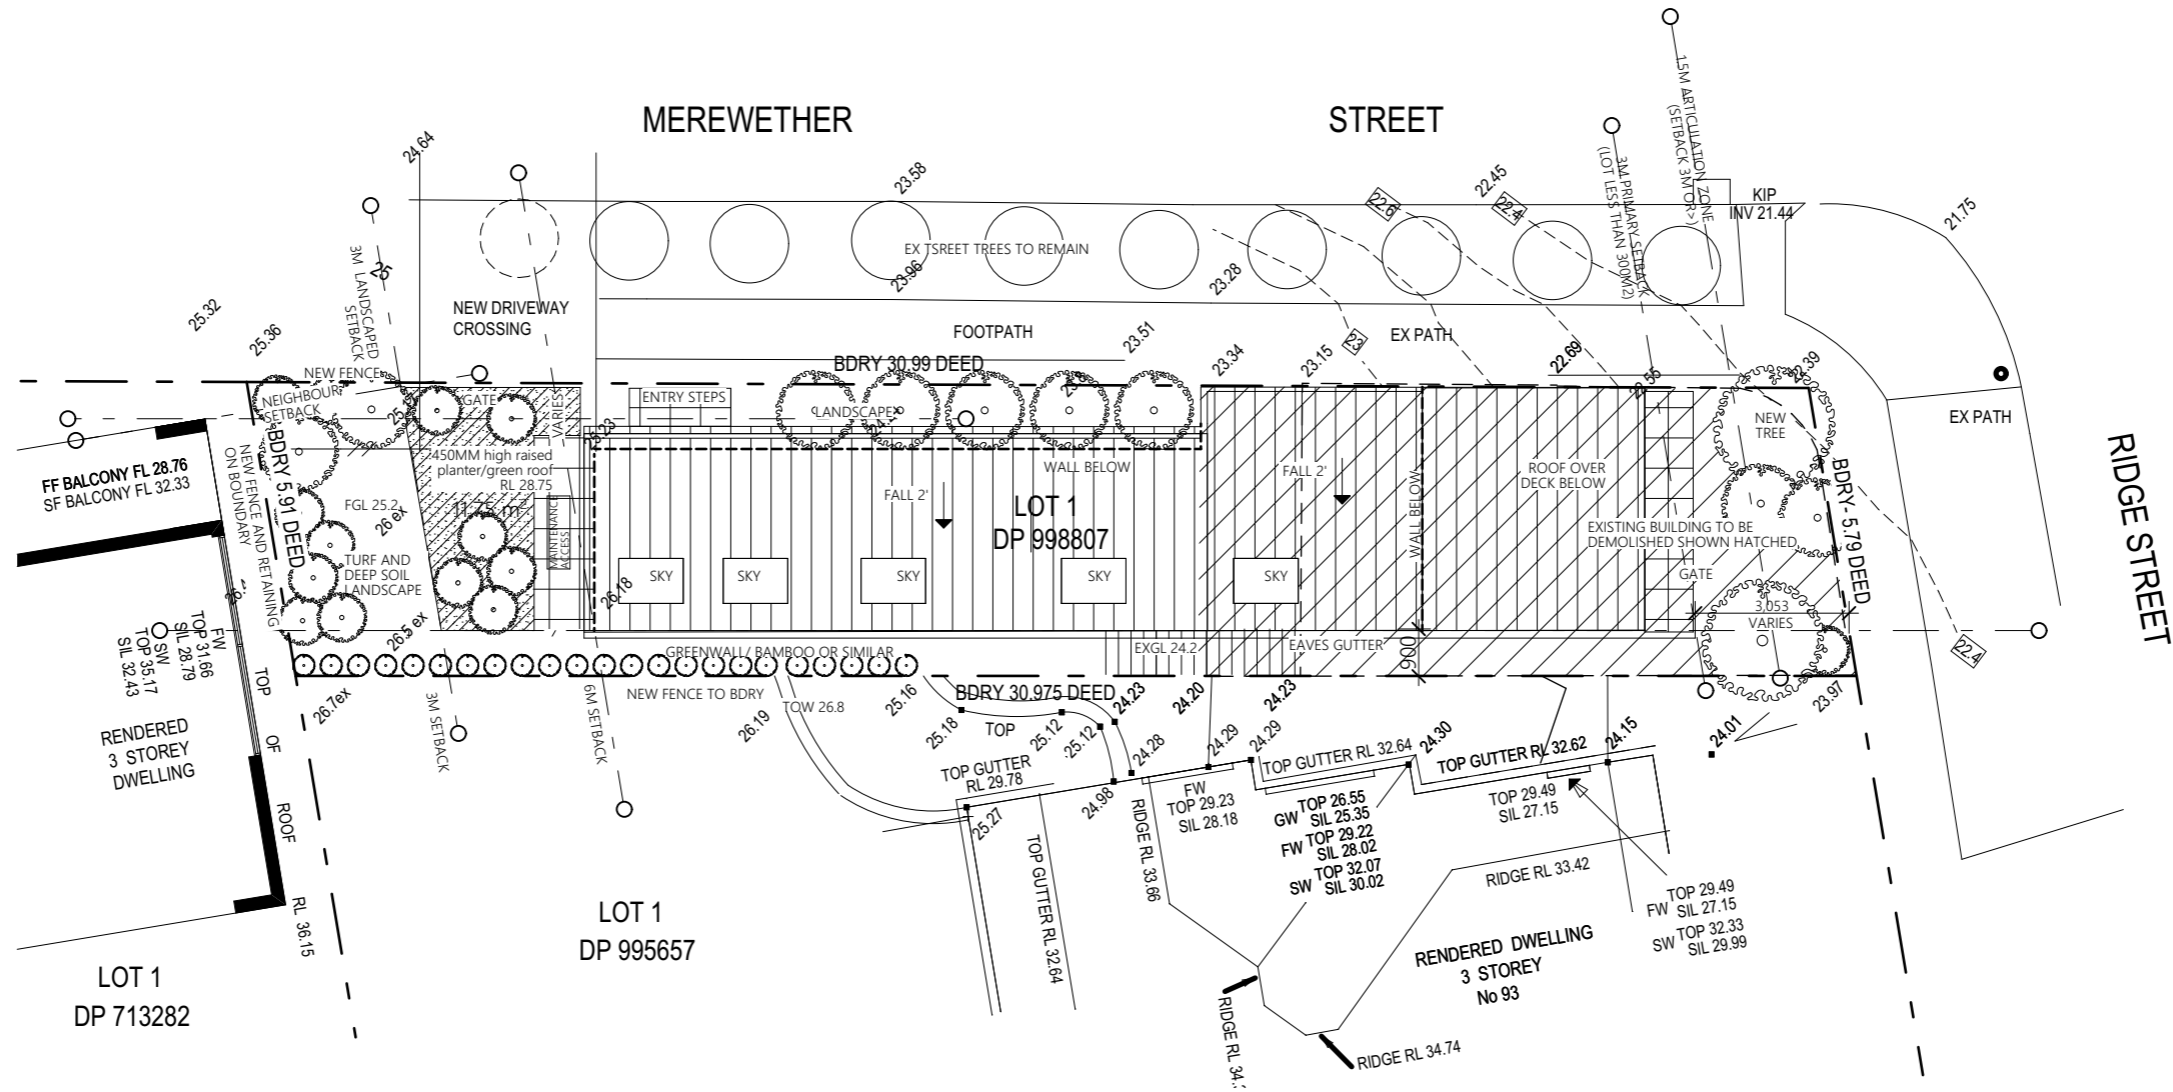 MEREWETHER STREET
24.64
23.58
22.45
22.6
22.4
1.5M ARTICULATION ZONE
(SETBACK 3M OR>)
3M PRIMARY SETBACK
(LOT LESS THAN 300M2)
KIP
INV 21.44
21.75
25
3M LANDSCAPED
SETBACK
EX TSREET TREES TO REMAIN
23.96
23.28
25.32
25.36
NEW DRIVEWAY
CROSSING
FOOTPATH
23.51
EX PATH
23
23.34
23.15
22.69
22.55
22.39
BDRY 30.99 DEED
NEW FENCE
NEIGHBOUR
SETBACK
GATE
VARIES
ENTRY STEPS
LANDSCAPE
NEW
TREE
EX PATH
RIDGE STREET
FF BALCONY FL 28.76
SF BALCONY FL 32.33
NEW FENCE AND RETAINING
ON BOUNDARY
BDRY 5.91 DEED
25.23
450MM high raised
planter/green roof
RL 28.75
11.75 m²
MAINTENANCE
ACCESS
WALL BELOW
FALL 2'
LOT 1
DP 998807
FALL 2'
WALL BELOW
ROOF OVER
DECK BELOW
BDRY- 5.79 DEED
FGL 25.2
26 ex
TURF AND
DEEP SOIL
LANDSCAPE
EXISTING BUILDING TO BE
DEMOLISHED SHOWN HATCHED
SKY
SKY
SKY
SKY
SKY
GATE
26.18
3,053
VARIES
22.4
26.5 ex
GREENWALL/ BAMBOO OR SIMILAR
EXGL 24.2
EAVES GUTTER
900
FW
TOP 31.66
SIL 28.79
SW
TOP 35.17
SIL 32.43
TOP OF ROOF RL 36.15
26.7ex
3M SETBACK
6M SETBACK
NEW FENCE TO BDRY
TOW 26.8
26.19
25.16
BDRY 30.975 DEED
24.23
24.20
24.23
23.97
25.18
TOP
25.12
25.12
24.28
24.29
24.29
24.30
24.15
24.01
RENDERED
3 STOREY
DWELLING
TOP GUTTER
RL 29.78
TOP GUTTER RL 32.64
TOP GUTTER RL 32.62
25.27
24.98
RIDGE RL 33.66
FW
TOP 29.23
SIL 28.18
GW TOP 26.55
SIL 25.35
FW TOP 29.22
SIL 28.02
SW TOP 32.07
SIL 30.02
TOP 29.49
SIL 27.15
TOP GUTTER RL 32.64
RIDGE RL 33.42
FW TOP 29.49
SIL 27.15
SW TOP 32.33
SIL 29.99
LOT 1
DP 995657
RENDERED DWELLING
3 STOREY
No 93
LOT 1
DP 713282
RIDGE RL 34.74